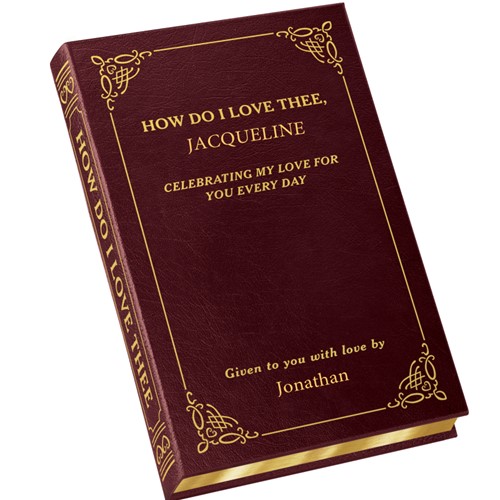 HOW DO I LOVE THEE,
JACQUELINE
CELEBRATING MY LOVE FOR
YOU EVERY DAY
Given to you with love by
Jonathan
HOW DO I LOVE THEE